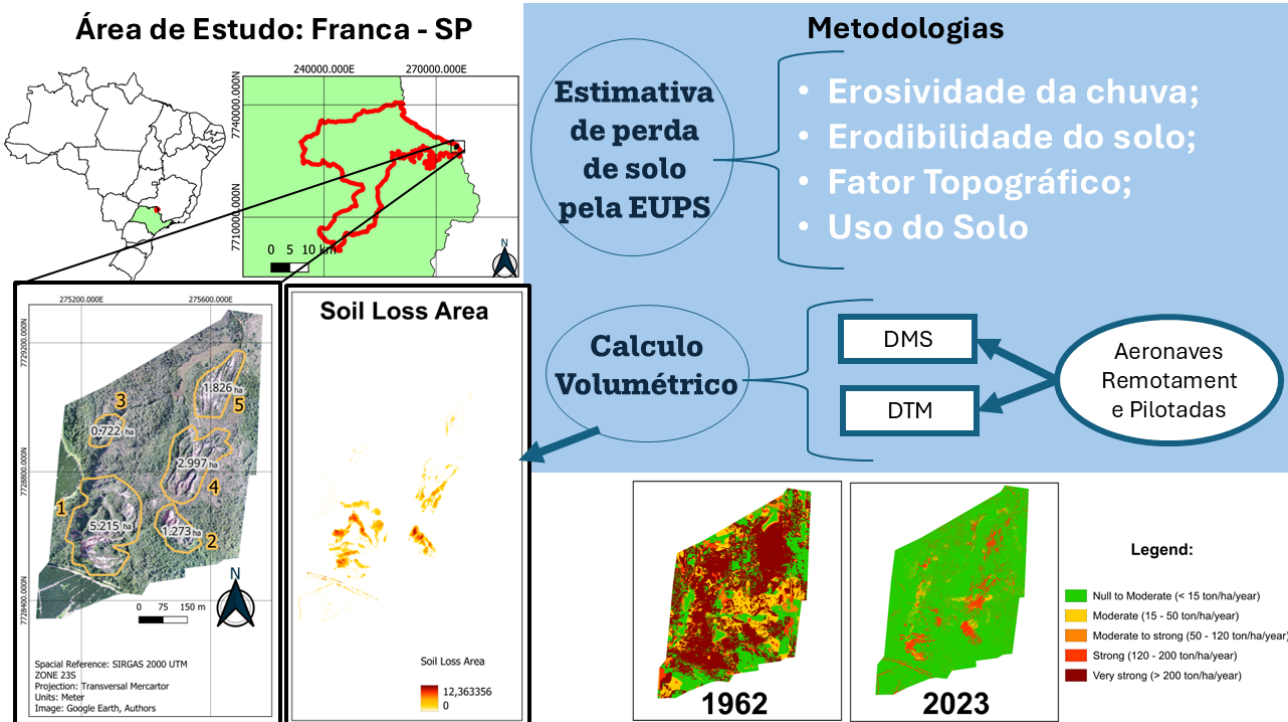 Área de Estudo: Franca - SP
240000.000E
270000.000E
7740000.000N
7710000.000N
0 5 10 km
N
275200.000E
275600.000E
7729200.000N
7728800.000N
7728400.000N
1.826 ha
5
3
0.722 ha
2.997 ha
4
1
5.215 ha
1.273 ha
2
N
0 75 150 m
Spacial Reference: SIRGAS 2000 UTM
ZONE 23S
Projection: Transversal Mercartor
Units: Meter
Image: Google Earth, Authors
Soil Loss Area
Soil Loss Area
12,363356
0
Metodologias
Estimativa
de perda
de solo
pela EUPS
• Erosividade da chuva;
• Erodibilidade do solo;
• Fator Topográfico;
• Uso do Solo
Calculo
Volumétrico
DMS
DTM
Aeronaves
Remotament
e Pilotadas
1962
2023
Legend:
Null to Moderate (< 15 ton/ha/year)
Moderate (15 - 50 ton/ha/year)
Moderate to strong (50 - 120 ton/ha/year)
Strong (120 - 200 ton/ha/year)
Very strong (> 200 ton/ha/year)